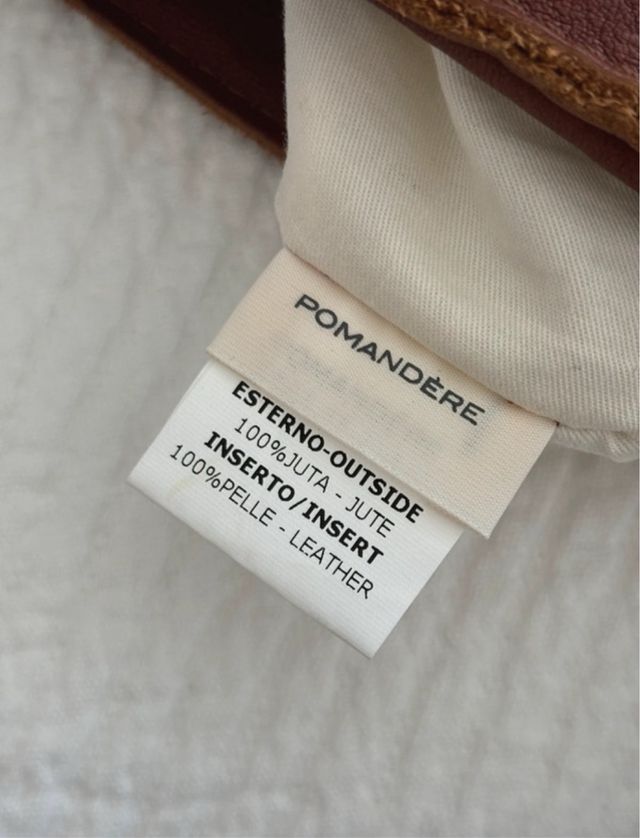 POMANDÈRE
ESTERNO-OUTSIDE
100%JUTA - JUTE
INSERTO/INSERT
100%PELLE - LEATHER